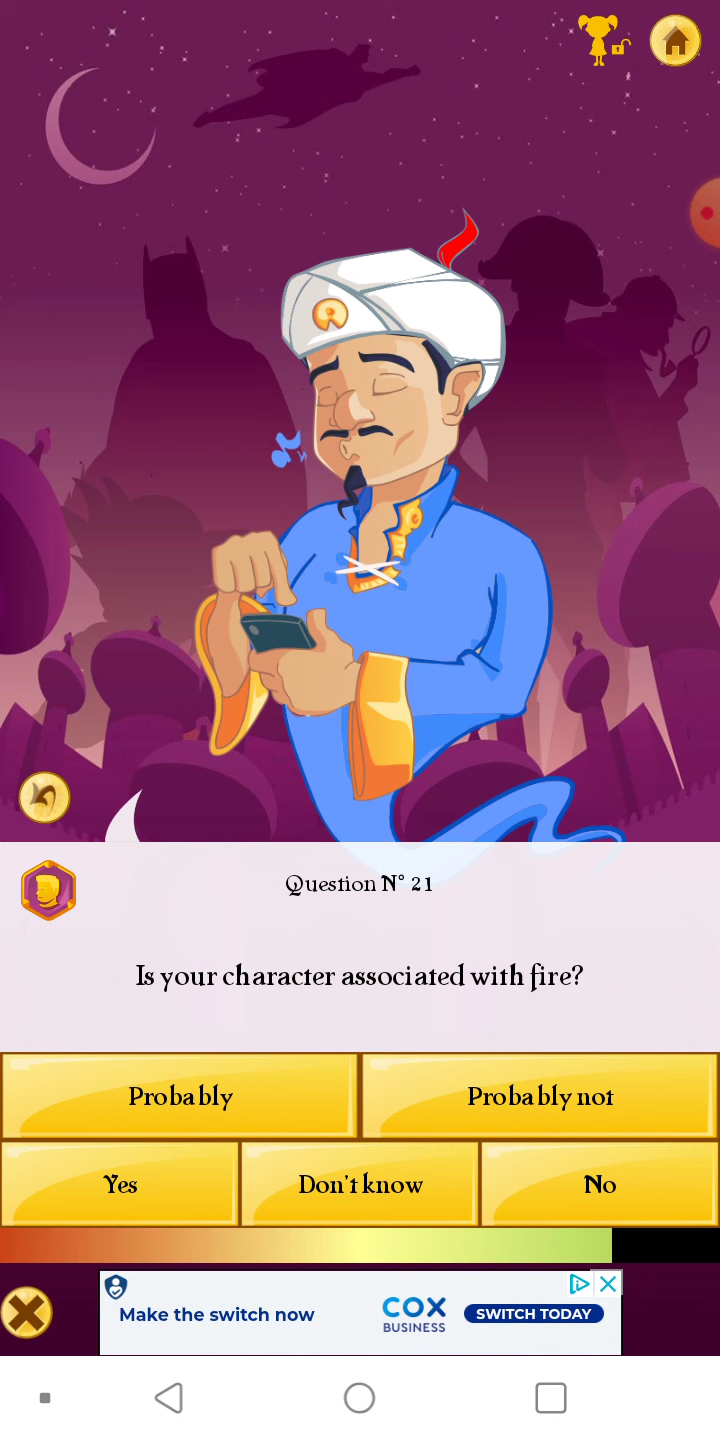 Question N° 21
Is your character associated with fire?
Probably
Probably not
Yes
Don't know
No
Make the switch now
COX
BUSINESS
SWITCH TODAY